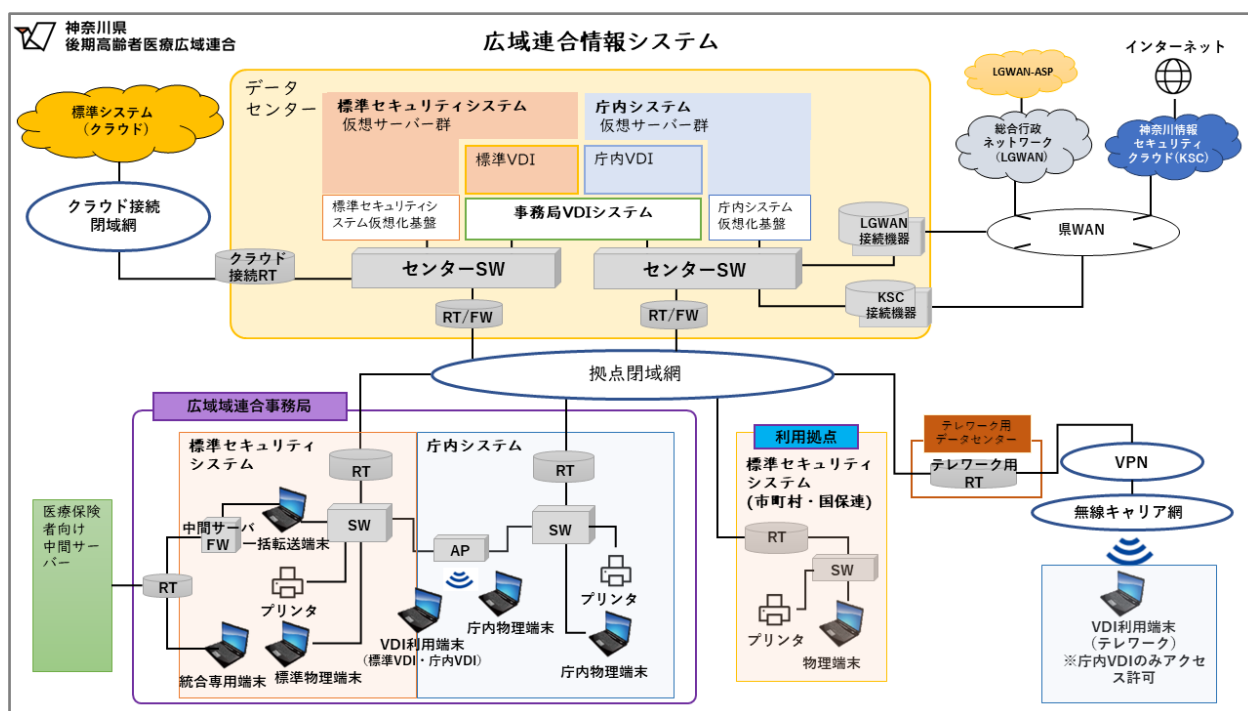 神奈川県
後期高齢者医療広域連合
広域連合情報システム
インターネット
LGWAN-ASP
データ
センター
標準セキュリティシステム
仮想サーバー群
庁内システム
仮想サーバー群
標準システム
(クラウド)
総合行政
ネットワーク
(LGWAN)
神奈川情報
セキュリティ
クラウド(KSC)
標準VDI
庁内VDI
クラウド接続
閉域網
標準セキュリティシ
ステム仮想化基盤
事務局VDIシステム
庁内システム
仮想化基盤
LGWAN
接続機器
県WAN
クラウド
接続RT
センターSW
センターSW
KSC
接続機器
RT/FW
RT/FW
拠点閉域網
広域域連合事務局
標準セキュリティ
システム
庁内システム
利用拠点
標準セキュリティ
システム
(市町村・国保連)
テレワーク用
データセンター
テレワーク用
RT
VPN
無線キャリア網
RT
RT
医療保険
者向け
中間サー
バー
中間サーバ
FW
一括転送端末
SW
AP
SW
RT
SW
RT
プリンタ
プリンタ
庁内物理端末
VDI利用端末
(標準VDI・庁内VDI)
庁内物理端末
統合専用端末
標準物理端末
プリンタ
物理端末
VDI利用端末
(テレワーク)
※庁内VDIのみアクセ
ス許可